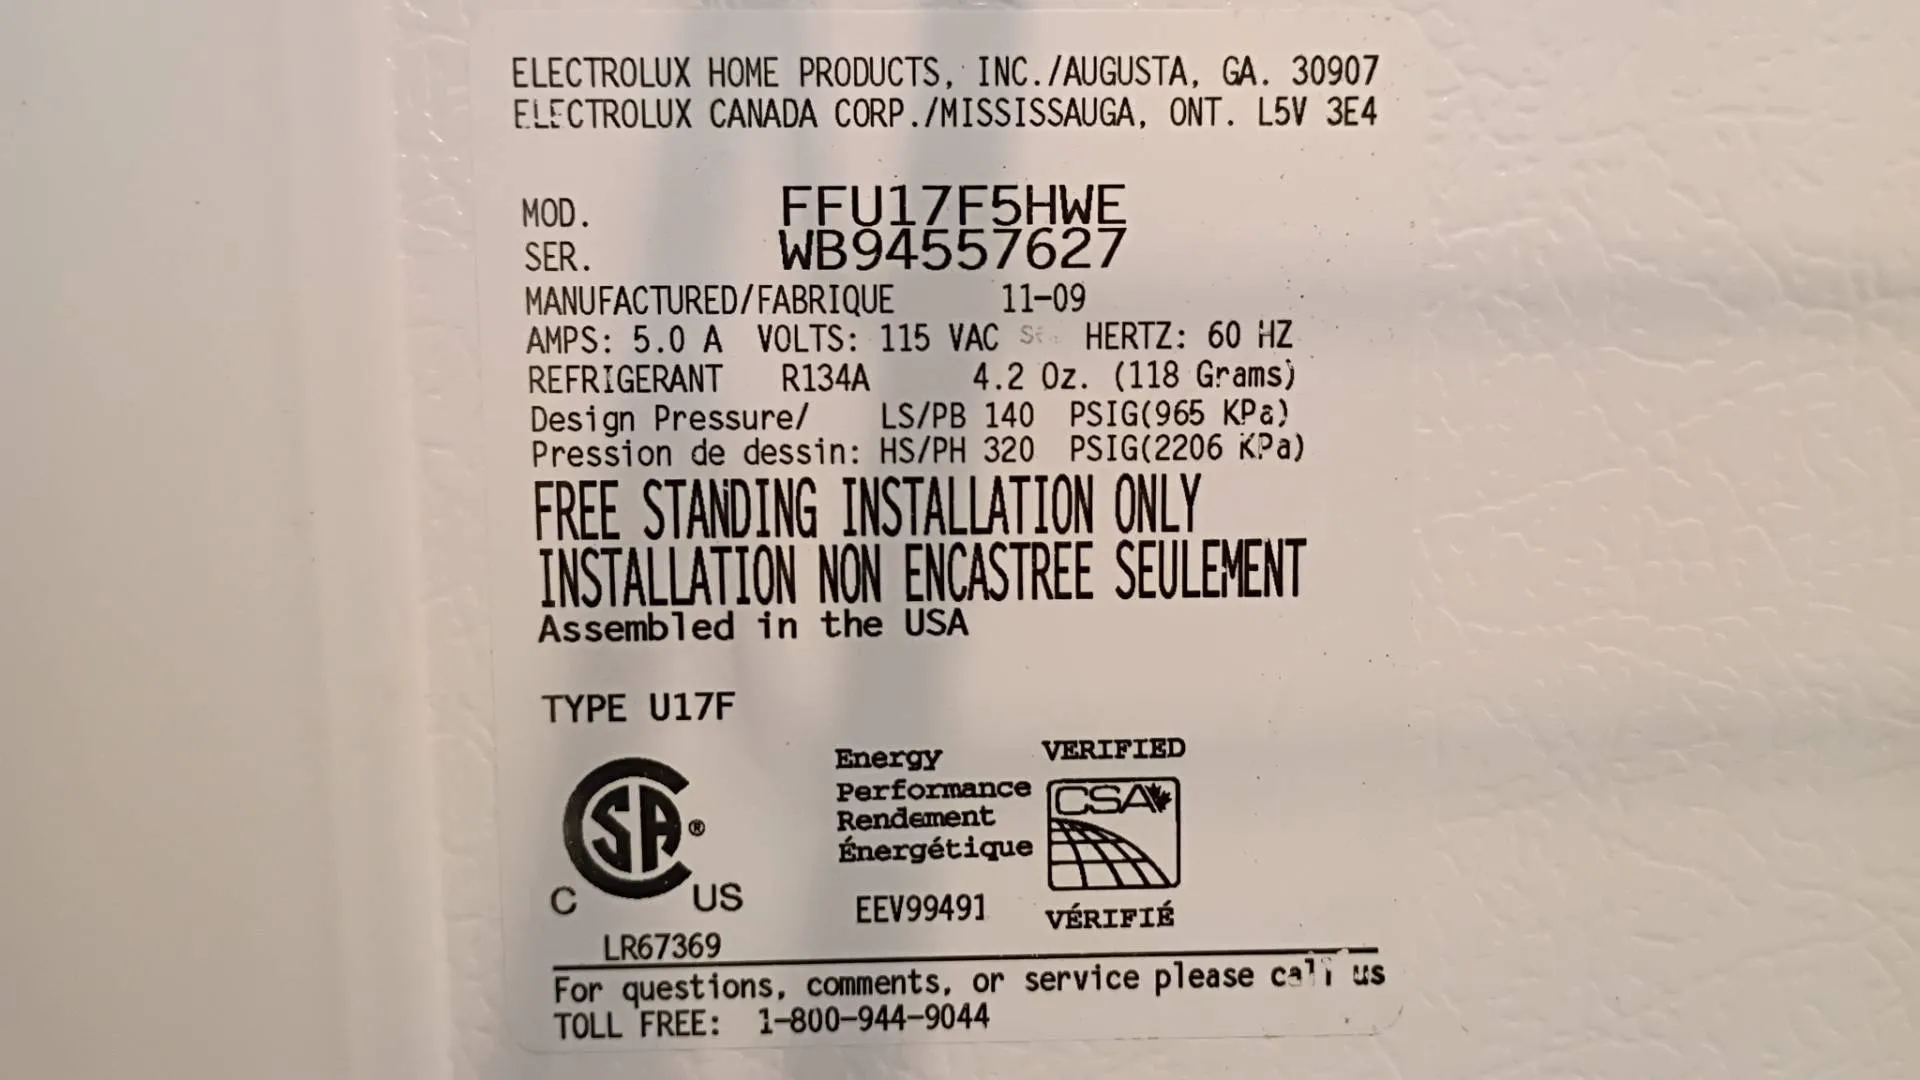 ELECTROLUX HOME PRODUCTS, INC./AUGUSTA, GA. 30907
ELECTROLUX CANADA CORP./MISSISSAUGA, ONT. L5V 3E4
MOD. FFU17F5HWE
SER. WB94557627
MANUFACTURED/FABRIQUE 11-09
AMPS: 5.0 A VOLTS: 115 VAC HERTZ: 60 HZ
REFRIGERANT R134A 4.2 Oz. (118 Grams)
Design Pressure/ LS/PB 140 PSIG(965 KPa)
Pression de dessin: HS/PH 320 PSIG(2206 KPa)
FREE STANDING INSTALLATION ONLY
INSTALLATION NON ENCASTREE SEULEMENT
Assembled in the USA
TYPE U17F
Energy
Performance
Rendement
Énergétique
EEV99491
VERIFIED
CSA
VÉRIFIÉ
SA ®
C US
LR67369
For questions, comments, or service please call us
TOLL FREE: 1-800-944-9044